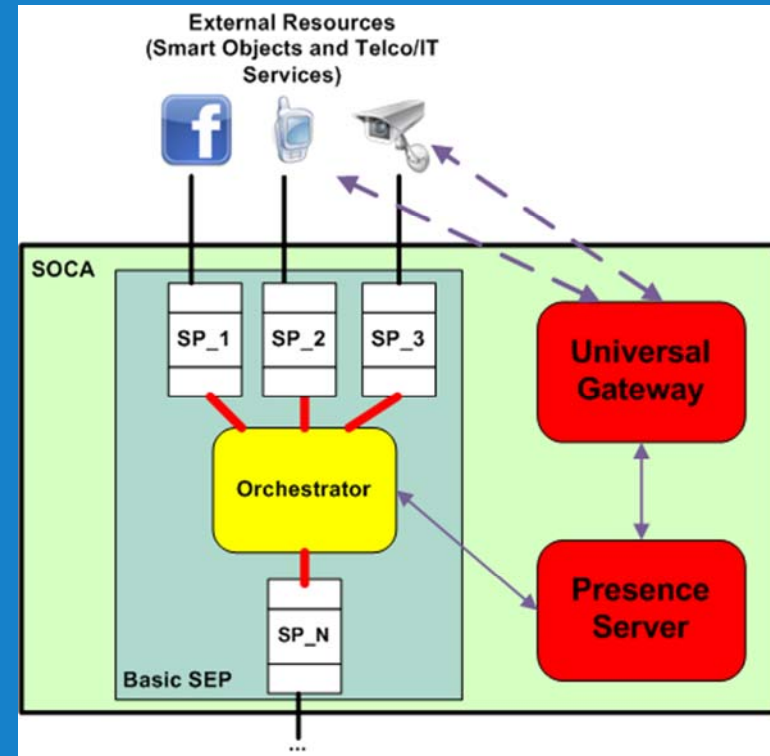 External Resources
(Smart Objects and Telco/IT
Services)
f
SOCA
SP_1
SP_2
SP_3
Universal
Gateway
Orchestrator
Presence
Server
SP_N
Basic SEP
...